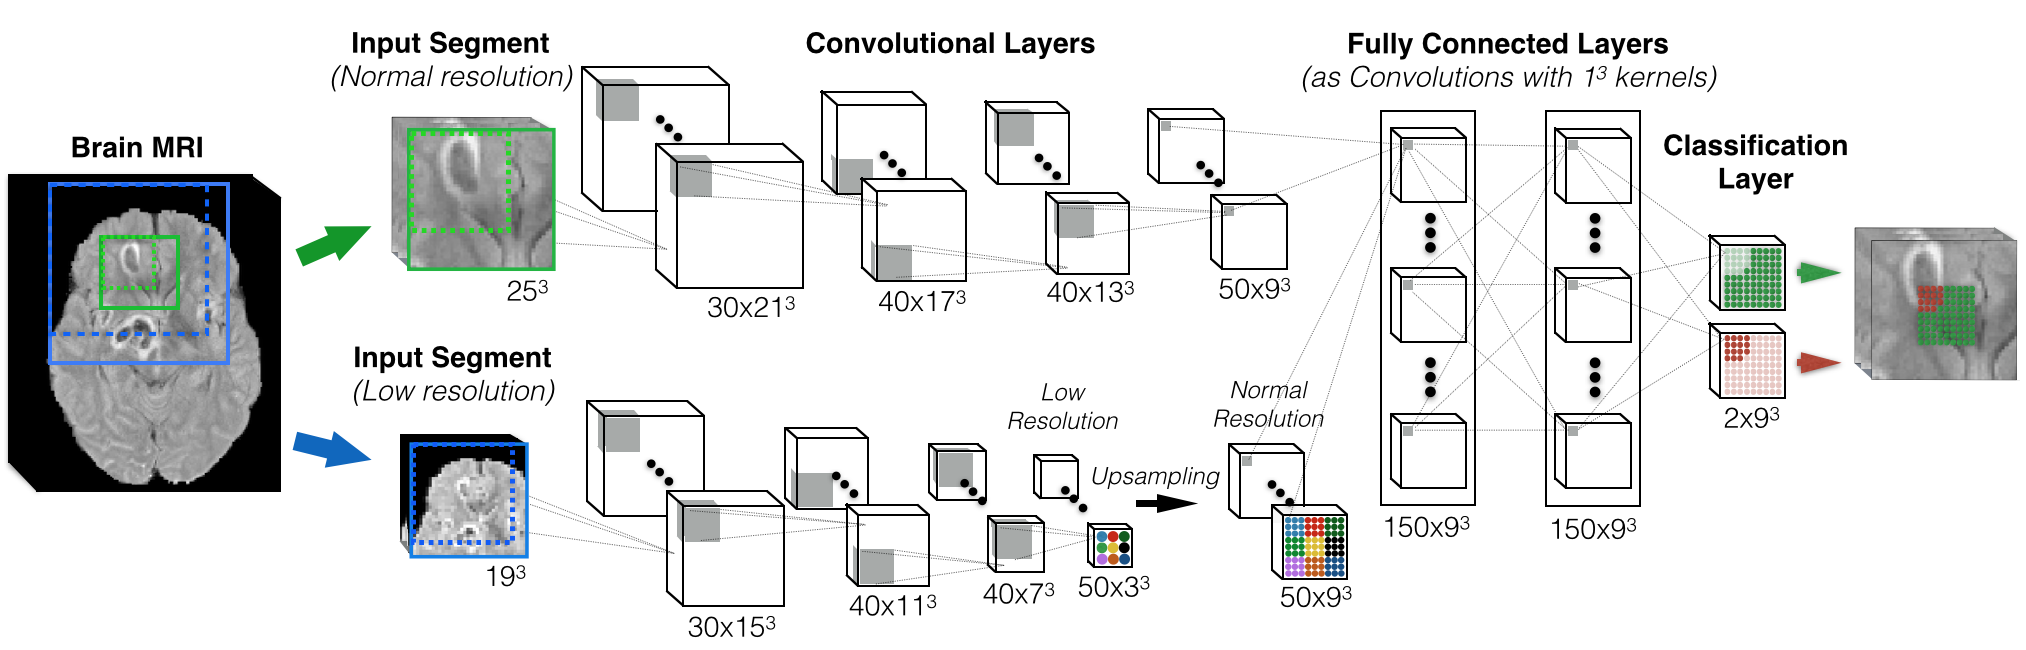 Brain MRI
Input Segment
(Normal resolution)
25³
Convolutional Layers
30x21³
40x17³
40x13³
50x9³
Fully Connected Layers
(as Convolutions with 1³ kernels)
Classification
Layer
Input Segment
(Low resolution)
19³
30x15³
40x11³
40x7³
Low
Resolution
50x3³
Upsampling
Normal
Resolution
50x9³
150x9³
150x9³
2x9³